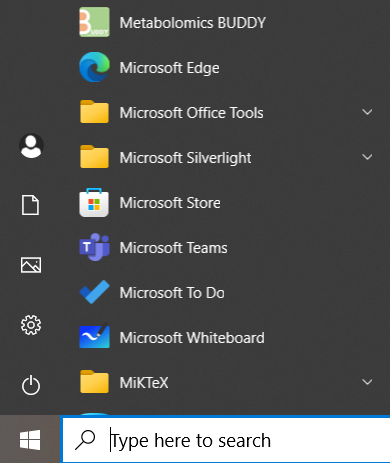 Metabolomics BUDDY
Microsoft Edge
Microsoft Office Tools
Microsoft Silverlight
Microsoft Store
Microsoft Teams
Microsoft To Do
Microsoft Whiteboard
MiKTeX
Type here to search